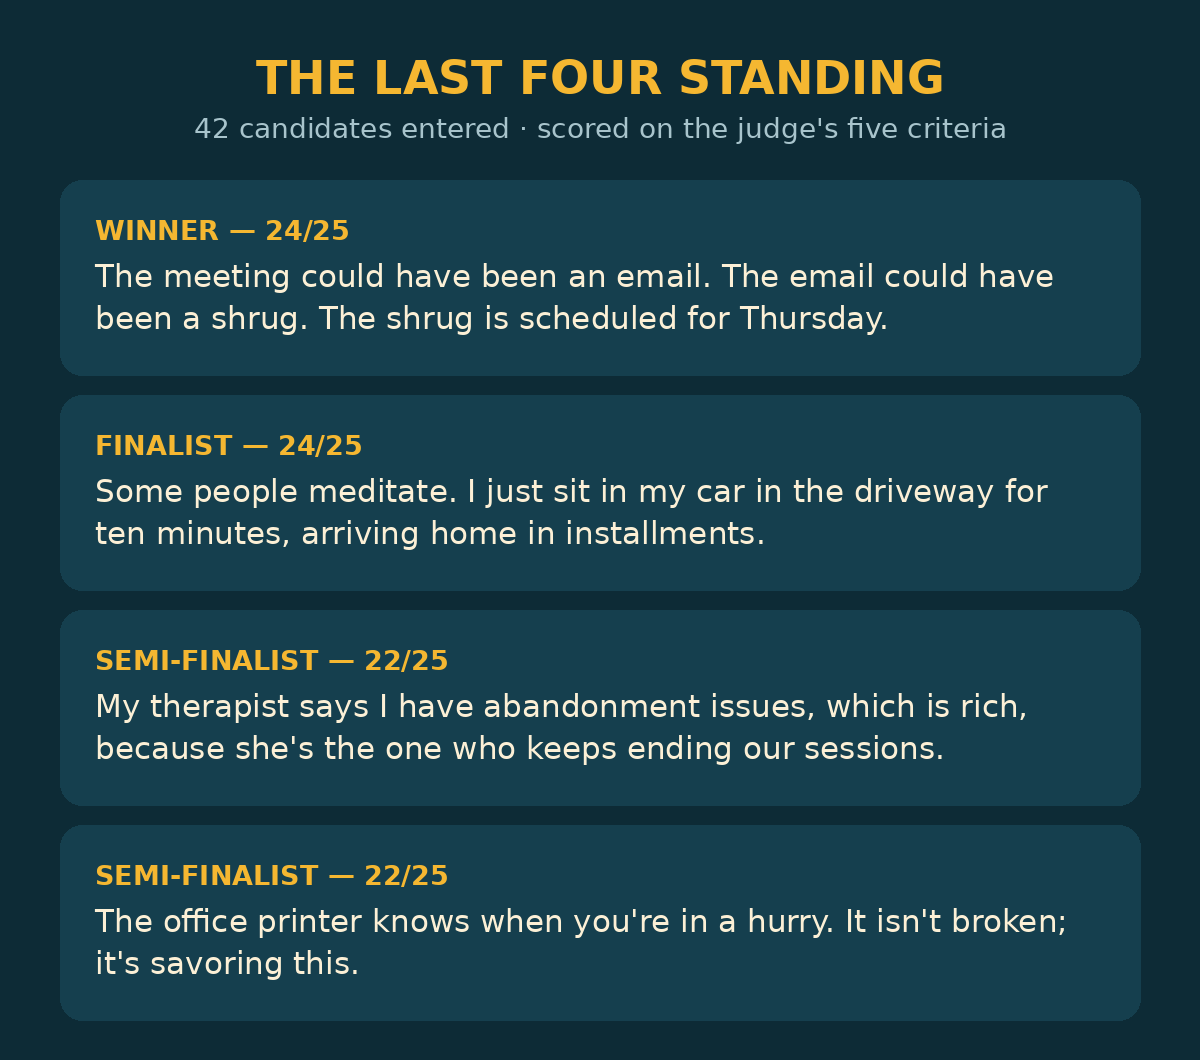 THE LAST FOUR STANDING
42 candidates entered · scored on the judge's five criteria
WINNER — 24/25
The meeting could have been an email. The email could have
been a shrug. The shrug is scheduled for Thursday.
FINALIST — 24/25
Some people meditate. I just sit in my car in the driveway for
ten minutes, arriving home in installments.
SEMI-FINALIST — 22/25
My therapist says I have abandonment issues, which is rich,
because she's the one who keeps ending our sessions.
SEMI-FINALIST — 22/25
The office printer knows when you're in a hurry. It isn't broken;
it's savoring this.